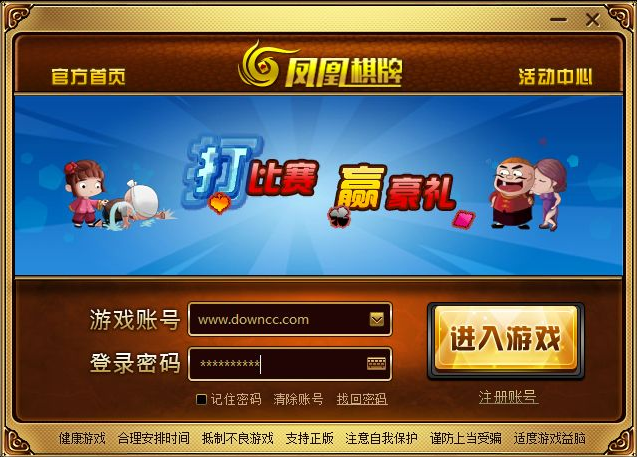 官方首页
凤凰棋牌
活动中心
打比赛 赢豪礼
游戏账号
www.downcc.com
登录密码
**********
进入游戏
记住密码 清除账号 找回密码
注册账号
健康游戏 合理安排时间 抵制不良游戏 支持正版 注意自我保护 谨防上当受骗 适度游戏益脑